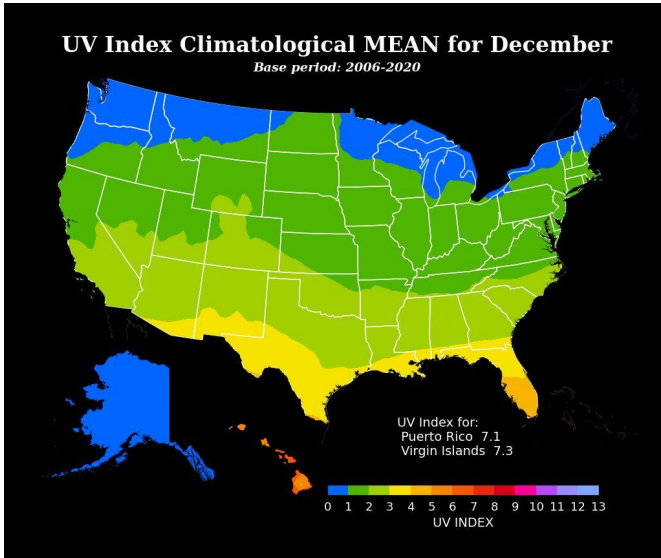 UV Index Climatological MEAN for December
Base period: 2006-2020
UV Index for:
Puerto Rico 7.1
Virgin Islands 7.3
0 1 2 3 4 5 6 7 8 9 10 11 12 13
UV INDEX